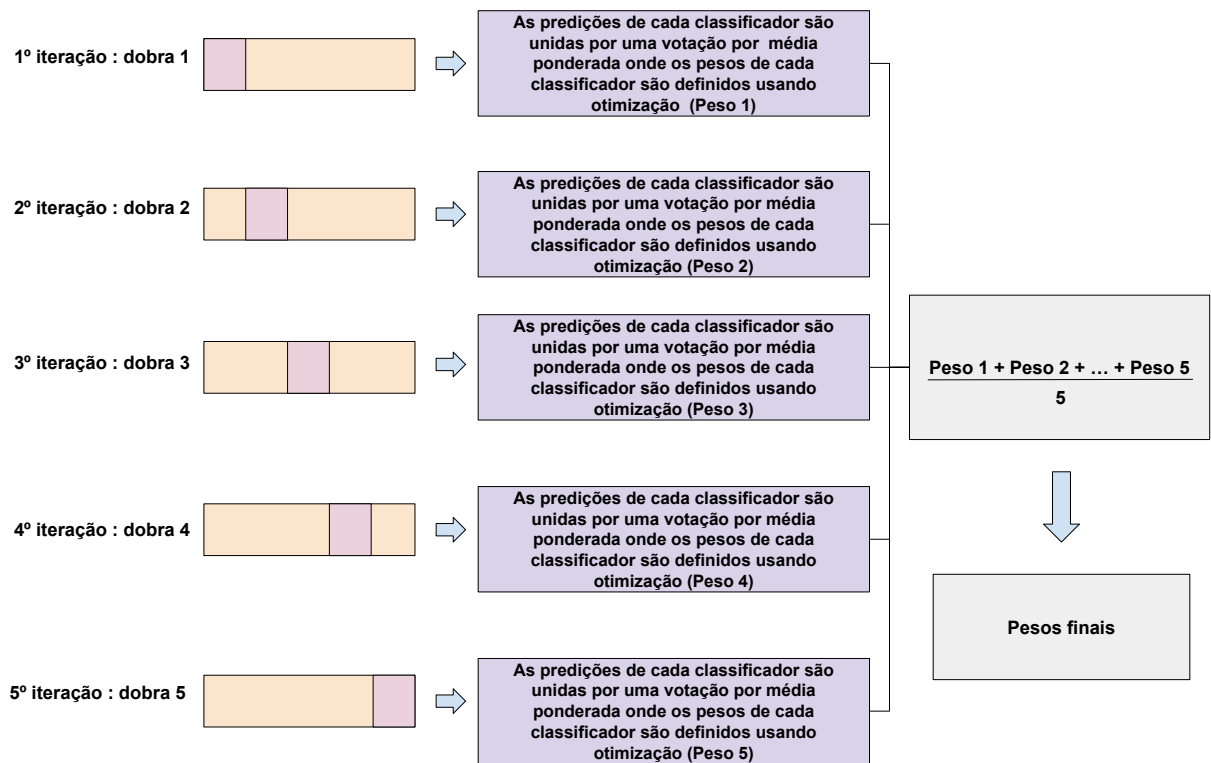 1º iteração : dobra 1
As predições de cada classificador são
unidas por uma votação por média
ponderada onde os pesos de cada
classificador são definidos usando
otimização (Peso 1)
2º iteração : dobra 2
As predições de cada classificador são
unidas por uma votação por média
ponderada onde os pesos de cada
classificador são definidos usando
otimização (Peso 2)
3º iteração : dobra 3
As predições de cada classificador são
unidas por uma votação por média
ponderada onde os pesos de cada
classificador são definidos usando
otimização (Peso 3)
4º iteração : dobra 4
As predições de cada classificador são
unidas por uma votação por média
ponderada onde os pesos de cada
classificador são definidos usando
otimização (Peso 4)
5º iteração : dobra 5
As predições de cada classificador são
unidas por uma votação por média
ponderada onde os pesos de cada
classificador são definidos usando
otimização (Peso 5)
Peso 1 + Peso 2 + … + Peso 5
5
Pesos finais